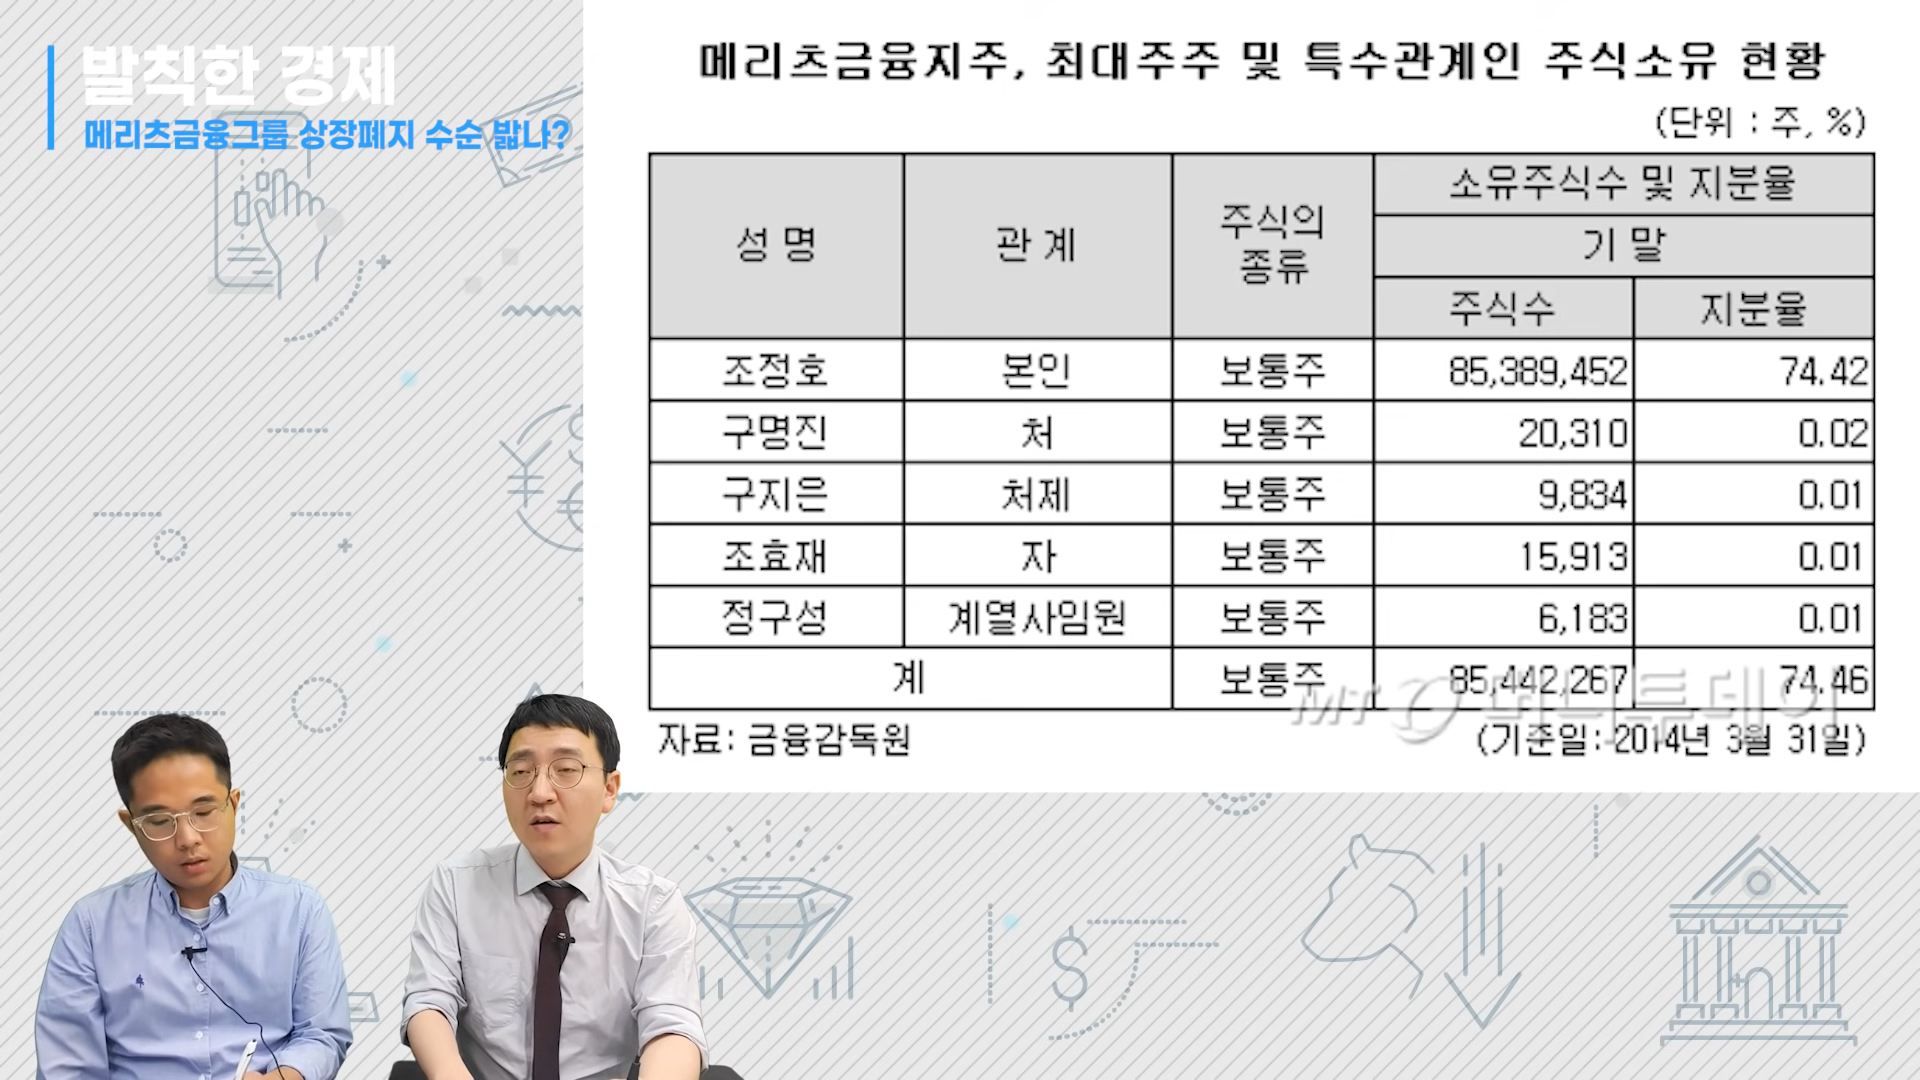 발칙한 경제
메리츠금융그룹 상장폐지 수순 밟나?
메리츠금융지주, 최대주주 및 특수관계인 주식소유 현황
(단위 : 주, %)
성 명 관 계 주식의 종류 소유주식수 및 지분율
기 말
주식수 지분율
조정호 본인 보통주 85,389,452 74.42
구명진 처 보통주 20,310 0.02
구지은 처제 보통주 9,834 0.01
조효재 자 보통주 15,913 0.01
정구성 계열사임원 보통주 6,183 0.01
계 보통주 85,442,267 74.46
MT 머니투데이
자료: 금융감독원 (기준일: 2014년 3월 31일)